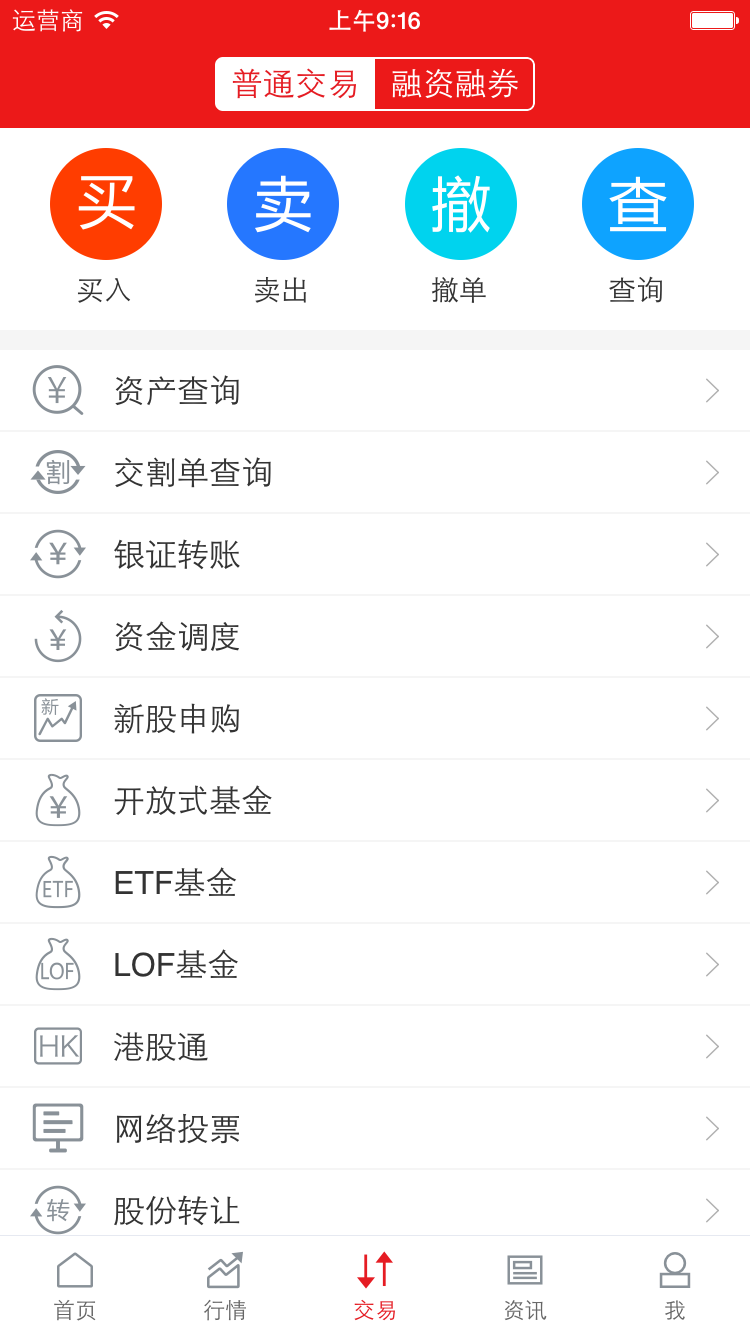 运营商 上午9:16
普通交易 融资融券
买 卖 撤 查
买入 卖出 撤单 查询
¥ 资产查询
割 交割单查询
¥ 银证转账
¥ 资金调度
新 新股申购
¥ 开放式基金
ETF ETF基金
LOF LOF基金
HK 港股通
网络投票
转 股份转让
首页 行情 交易 资讯 我